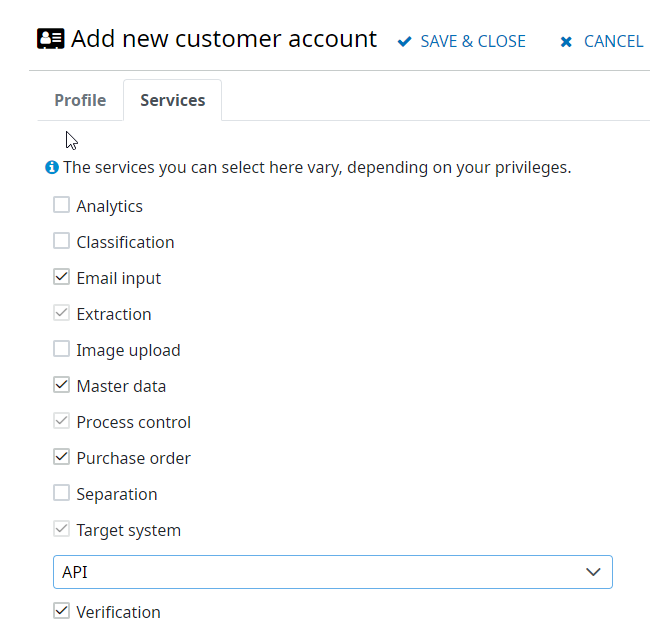 Add new customer account SAVE & CLOSE CANCEL
Profile Services
The services you can select here vary, depending on your privileges.
Analytics
Classification
Email input
Extraction
Image upload
Master data
Process control
Purchase order
Separation
Target system
API
Verification